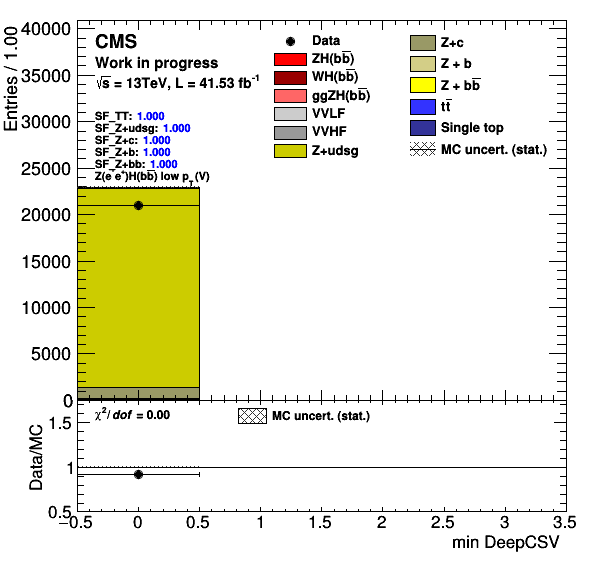 CMS
Work in progress
√s = 13TeV, L = 41.53 fb⁻¹
SF_TT: 1.000
SF_Z+udsg: 1.000
SF_Z+c: 1.000
SF_Z+b: 1.000
SF_Z+bb: 1.000
Z(e⁻e⁺)H(bb̅) low p_T(V)
Data
ZH(bb̅)
WH(bb̅)
ggZH(bb̅)
VVLF
VVHF
Z+udsg
Z+c
Z + b
Z + bb̅
tt̅
Single top
MC uncert. (stat.)
Entries / 1.00
40000
35000
30000
25000
20000
15000
10000
5000
0
χ²/dof = 0.00
MC uncert. (stat.)
Data/MC
1.5
1
0.5
−0.5 0 0.5 1 1.5 2 2.5 3 3.5
min DeepCSV